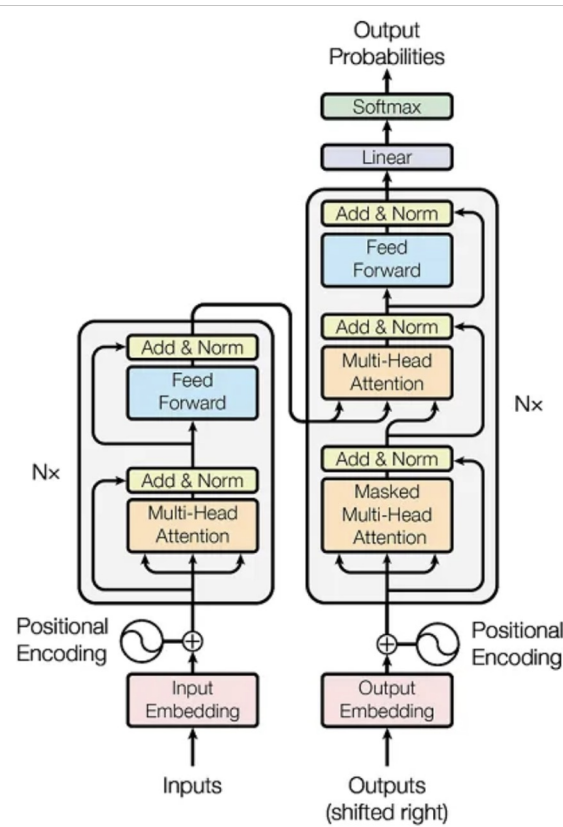 Output
Probabilities
Softmax
Linear
Add & Norm
Feed
Forward
Add & Norm
Multi-Head
Attention
Add & Norm
Masked
Multi-Head
Attention
N×
Add & Norm
Feed
Forward
Add & Norm
Multi-Head
Attention
N×
Positional
Encoding
Positional
Encoding
Input
Embedding
Output
Embedding
Inputs
Outputs
(shifted right)